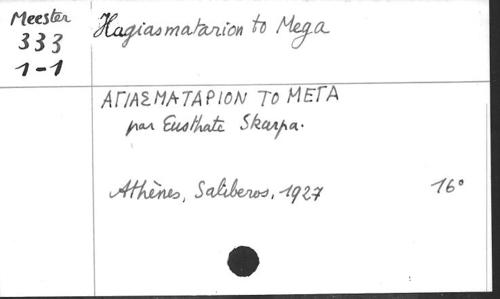 Meester
333
1-1
Hagiasmatarion to Mega
ΑΓΙΑΣΜΑΤΑΡΙΟΝ ΤΟ ΜΕΓΑ
par Eusthate Skarpa.
Athènes, Saliberos, 1927
16°